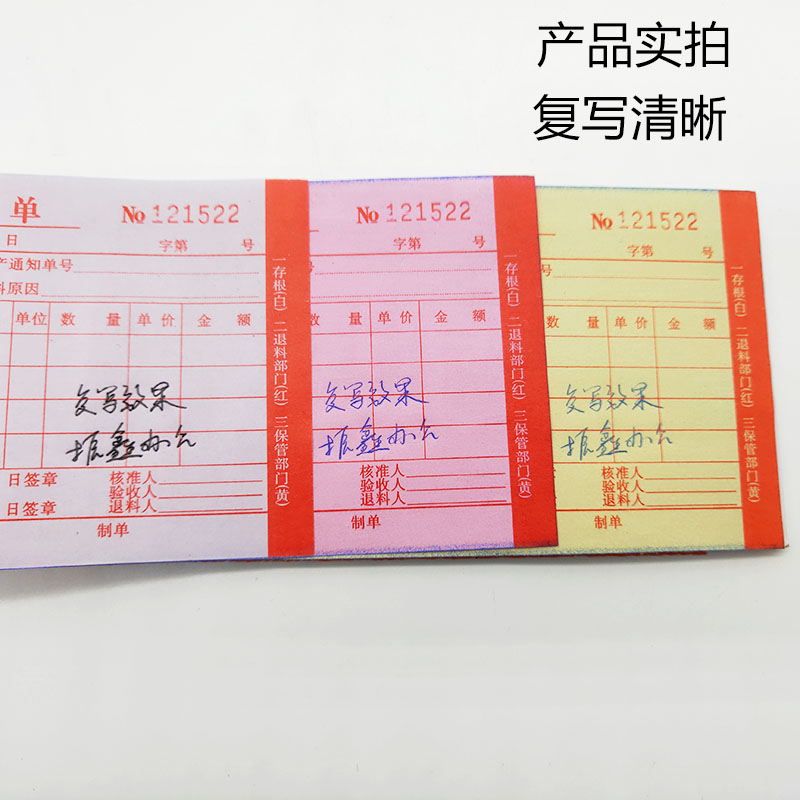 产品实拍
复写清晰
单 No 121522
日 字第 号
产通知单号
料原因
单位 数 量 单 价 金 额
复写效果
振鑫办公
日签章 核准人
验收人
日签章 退料人
制单
一存根(白) 二退料部门(红) 三保管部门(黄)
No 121522
字第 号
号
数 量 单 价 金 额
复写效果
振鑫办公
核准人
验收人
退料人
制单
一存根(白) 二退料部门(红) 三保管部门(黄)
No 121522
字第 号
号
数 量 单 价 金 额
复写效果
振鑫办公
核准人
验收人
退料人
制单
一存根(白) 二退料部门(红) 三保管部门(黄)